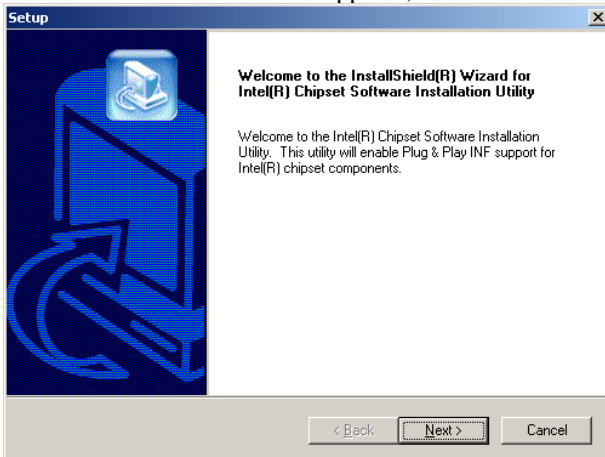 Setup
Welcome to the InstallShield(R) Wizard for
Intel(R) Chipset Software Installation Utility
Welcome to the Intel(R) Chipset Software Installation
Utility. This utility will enable Plug & Play INF support for
Intel(R) chipset components.
< Back
Next >
Cancel